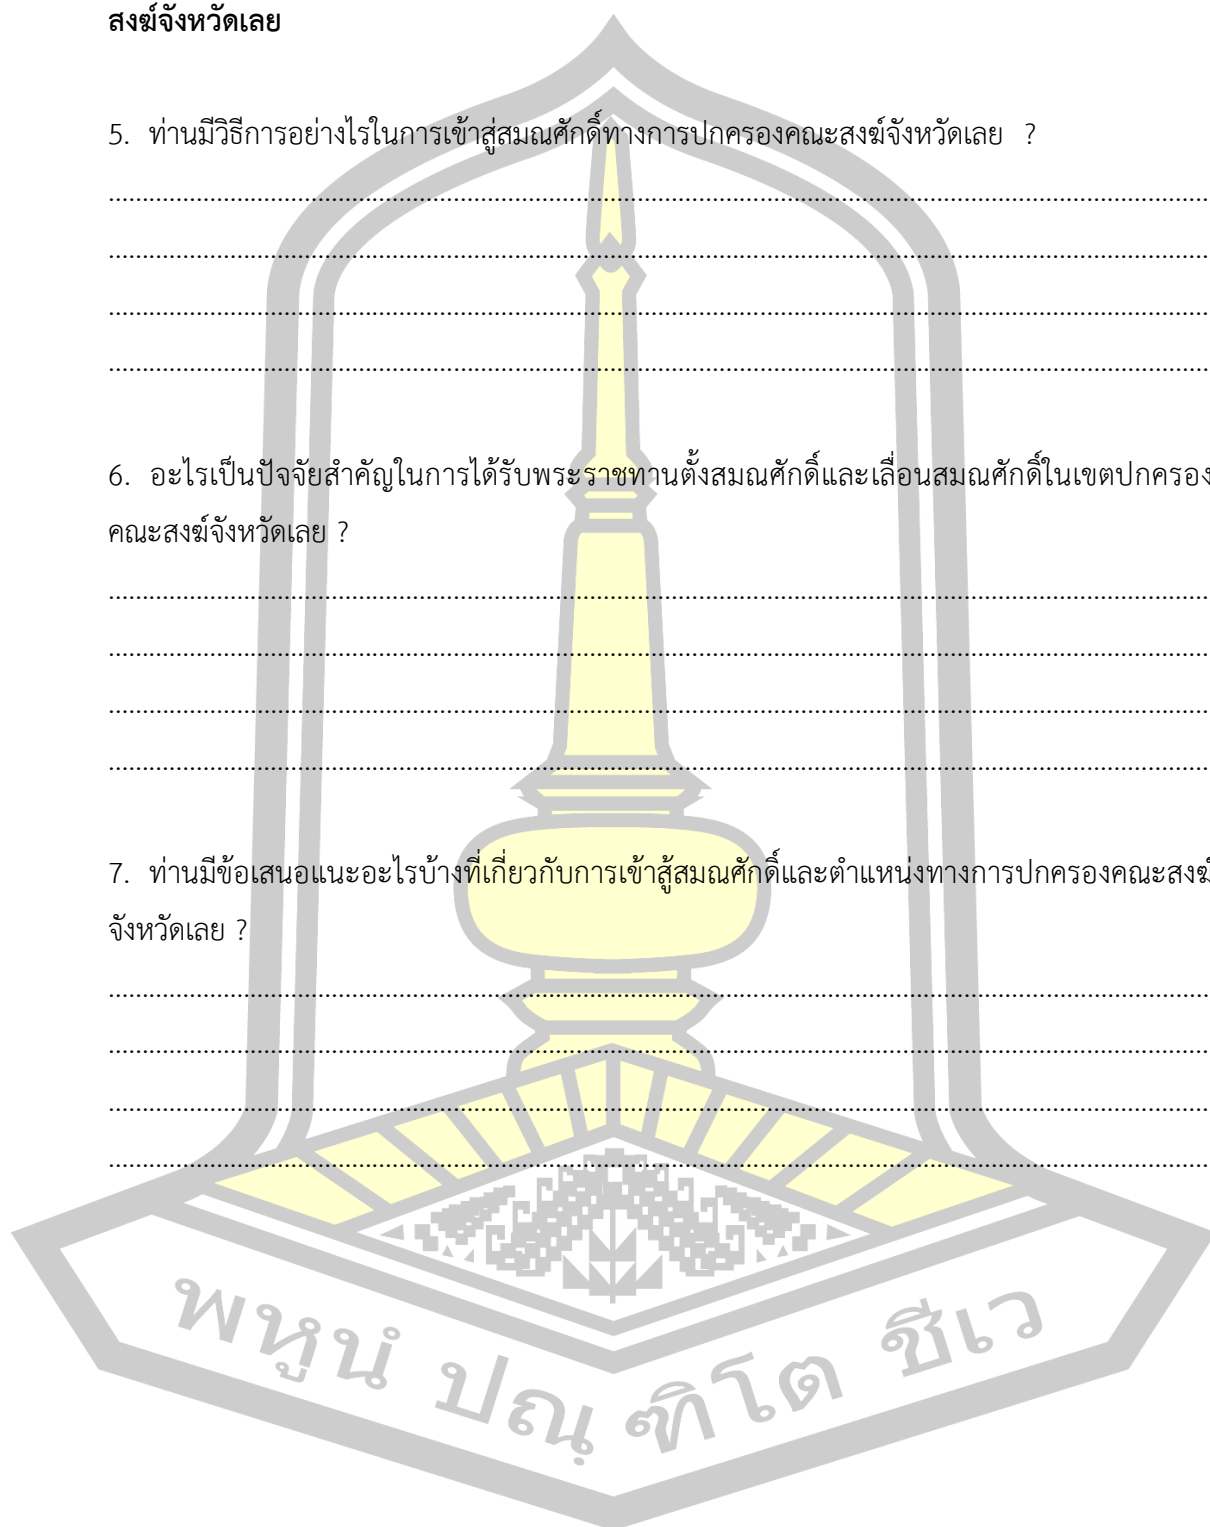 สงฆ์จังหวัดเลย
5. ท่านมีวิธีการอย่างไรในการเข้าสู่สมณศักดิ์ทางการปกครองคณะสงฆ์จังหวัดเลย ?
................................................................................
................................................................................
................................................................................
................................................................................
6. อะไรเป็นปัจจัยสำคัญในการได้รับพระราชทานตั้งสมณศักดิ์และเลื่อนสมณศักดิ์ในเขตปกครอง
คณะสงฆ์จังหวัดเลย ?
................................................................................
................................................................................
................................................................................
................................................................................
7. ท่านมีข้อเสนอแนะอะไรบ้างที่เกี่ยวกับการเข้าสู้สมณศักดิ์และตำแหน่งทางการปกครองคณะสงฆ์
จังหวัดเลย ?
................................................................................
................................................................................
................................................................................
................................................................................
พหูนํ ปณฺฑิโต ชีเว